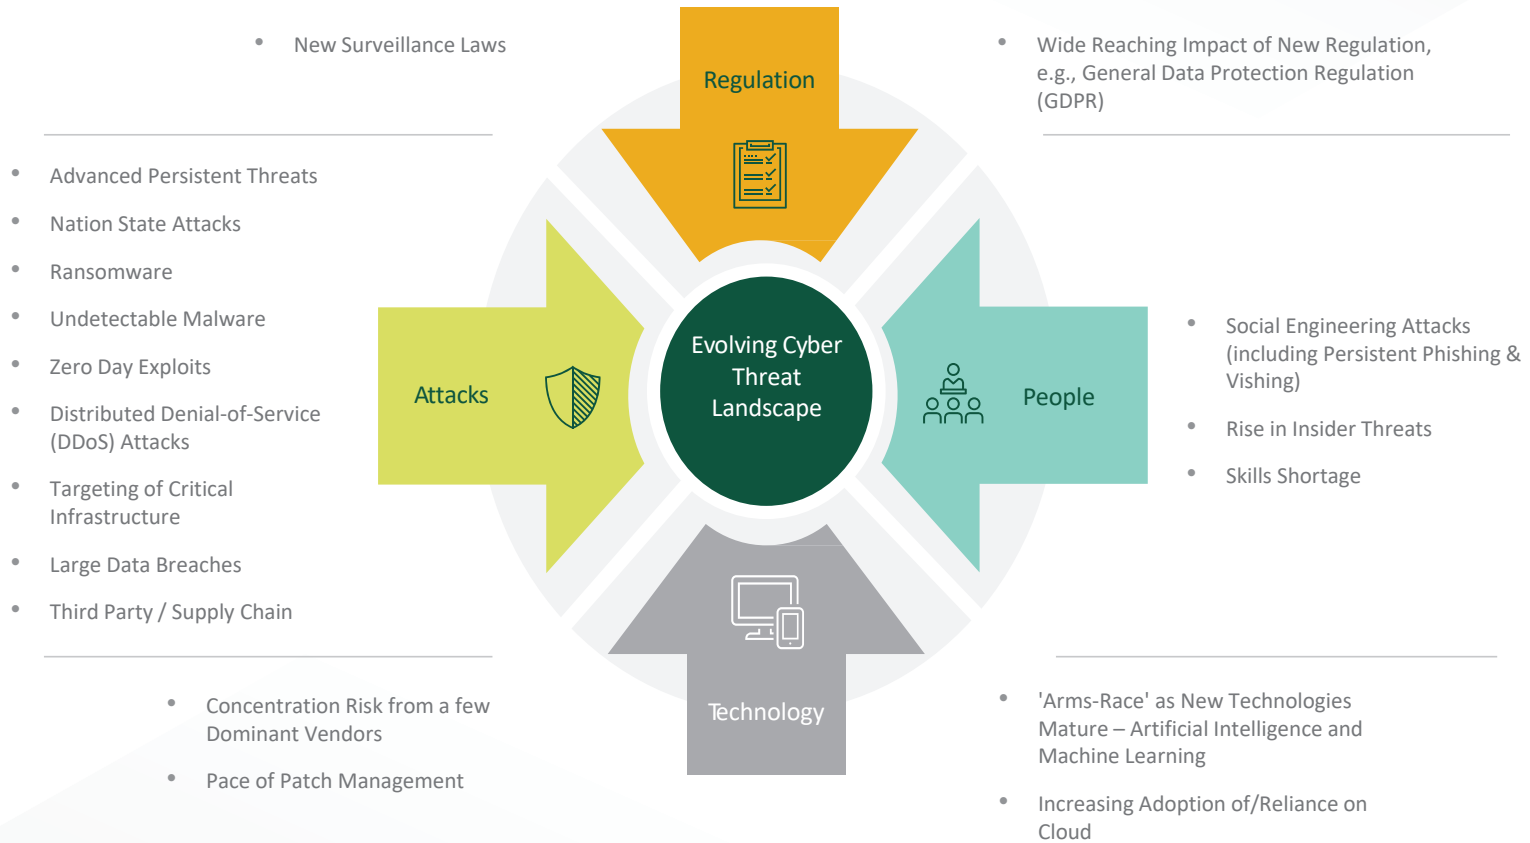 • New Surveillance Laws
Regulation
• Wide Reaching Impact of New Regulation,
e.g., General Data Protection Regulation
(GDPR)
• Advanced Persistent Threats
• Nation State Attacks
• Ransomware
• Undetectable Malware
• Zero Day Exploits
• Distributed Denial-of-Service
(DDoS) Attacks
• Targeting of Critical
Infrastructure
• Large Data Breaches
• Third Party / Supply Chain
Attacks
Evolving Cyber
Threat
Landscape
People
• Social Engineering Attacks
(including Persistent Phishing &
Vishing)
• Rise in Insider Threats
• Skills Shortage
• Concentration Risk from a few
Dominant Vendors
• Pace of Patch Management
Technology
• 'Arms-Race' as New Technologies
Mature – Artificial Intelligence and
Machine Learning
• Increasing Adoption of/Reliance on
Cloud